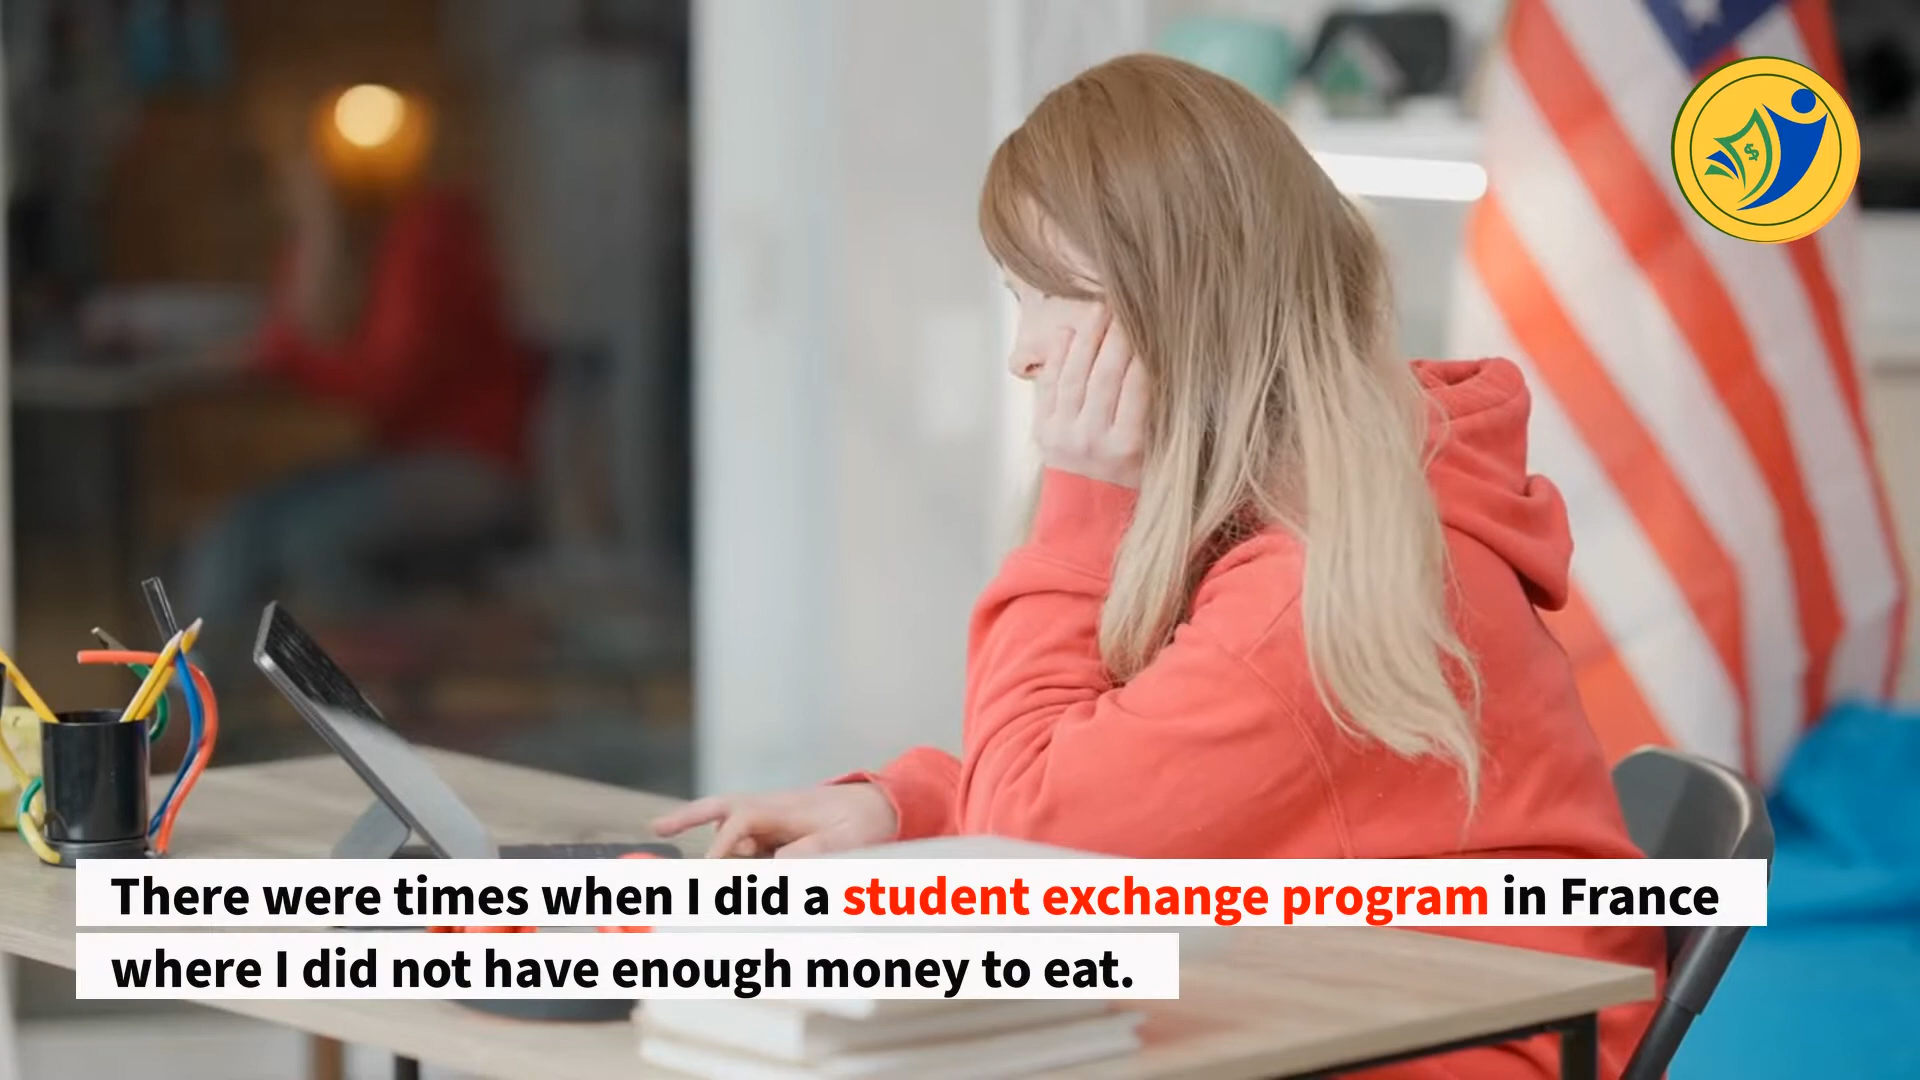 $
There were times when I did a student exchange program in France
where I did not have enough money to eat.